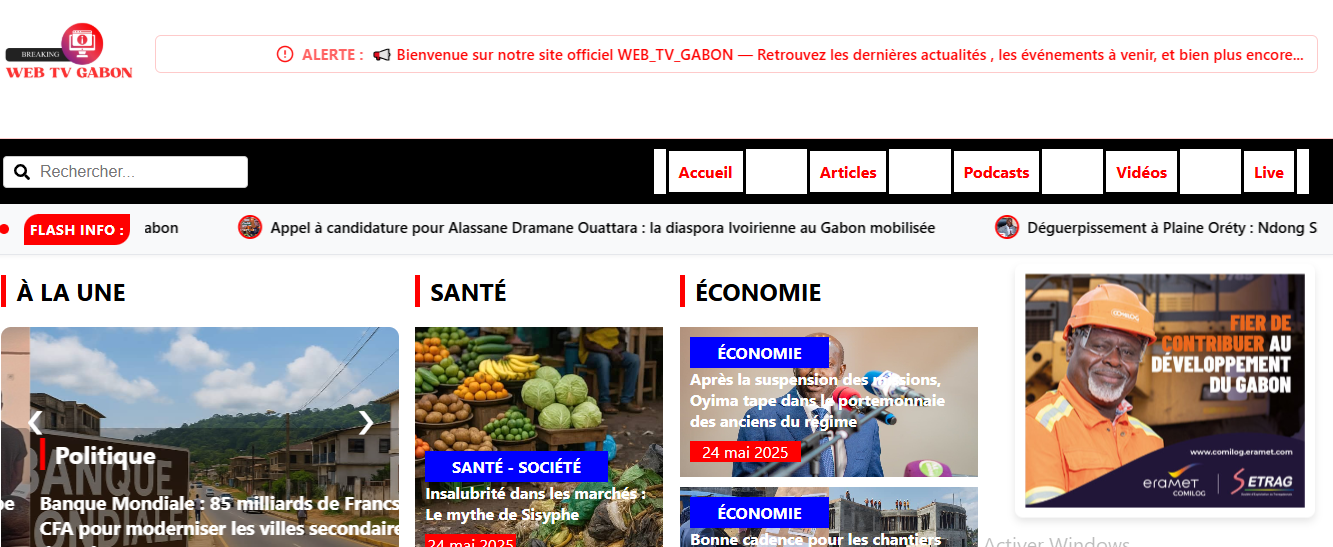 BREAKING
WEB TV GABON
ALERTE : Bienvenue sur notre site officiel WEB_TV_GABON — Retrouvez les dernières actualités , les événements à venir, et bien plus encore...
Rechercher...
Accueil
Articles
Podcasts
Vidéos
Live
FLASH INFO :
abon
Appel à candidature pour Alassane Dramane Ouattara : la diaspora Ivoirienne au Gabon mobilisée
Déguerpissement à Plaine Oréty : Ndong S
À LA UNE
BANQUE
Politique
Banque Mondiale : 85 milliards de Francs
CFA pour moderniser les villes secondaire
SANTÉ
SANTÉ - SOCIÉTÉ
Insalubrité dans les marchés :
Le mythe de Sisyphe
24 mai 2025
ÉCONOMIE
ÉCONOMIE
Après la suspension des missions,
Oyima tape dans le portemonnaie
des anciens du régime
24 mai 2025
ÉCONOMIE
Bonne cadence pour les chantiers
COMILOG
FIER DE
CONTRIBUER AU
DÉVELOPPEMENT
DU GABON
www.comilog.eramet.com
eramet
COMILOG
SETRAG
Activer Windows